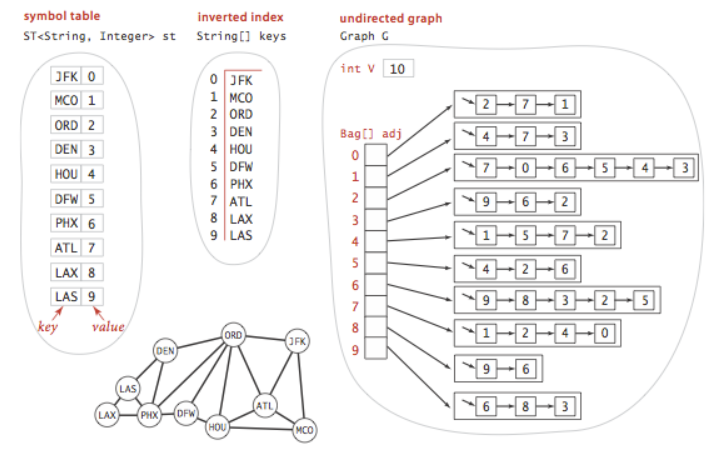 symbol table
ST<String, Integer> st
JFK 0
MCO 1
ORD 2
DEN 3
HOU 4
DFW 5
PHX 6
ATL 7
LAX 8
LAS 9
key value
inverted index
String[] keys
0 JFK
1 MCO
2 ORD
3 DEN
4 HOU
5 DFW
6 PHX
7 ATL
8 LAX
9 LAS
undirected graph
Graph G
int V 10
Bag[] adj
0
1
2
3
4
5
6
7
8
9
2 7 1
4 7 3
7 0 6 5 4 3
9 6 2
1 5 7 2
4 2 6
9 8 3 2 5
1 2 4 0
9 6
6 8 3
ORD
JFK
DEN
LAS
ATL
LAX
PHX
DFW
HOU
MCO